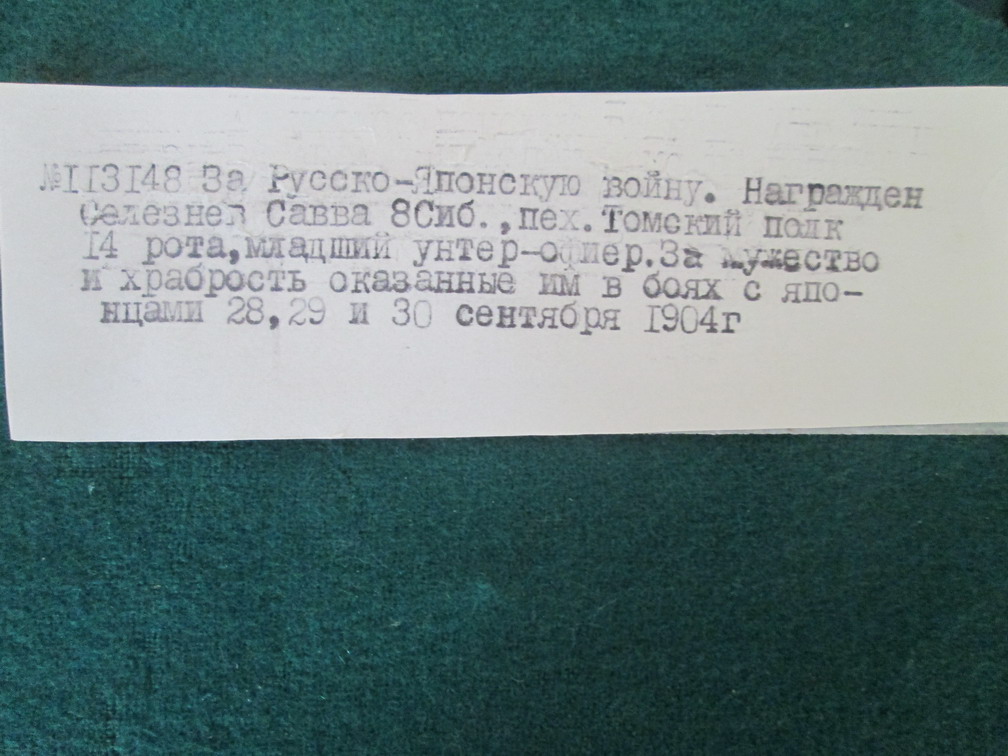 №113148 За Русско-Японскую войну. Награжден
Селезнев Савва 8Сиб.,пех.Томский полк
14 рота,младший унтер-офиер.За мужество
и храбрость оказанные им в боях с япо-
нцами 28,29 и 30 сентября 1904г